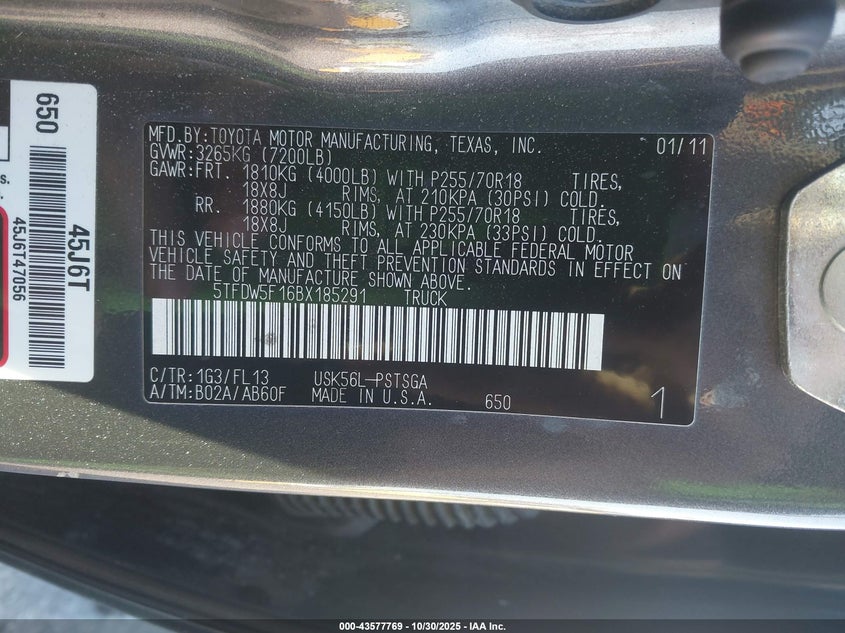 650
45J6T
45J6T47056
s.
MFD.BY:TOYOTA MOTOR MANUFACTURING, TEXAS, INC. 01/11
GVWR:3265KG (7200LB)
GAWR:FRT. 1810KG (4000LB) WITH P255/70R18 TIRES,
18X8J RIMS, AT 210KPA (30PSI) COLD.
RR. 1880KG (4150LB) WITH P255/70R18 TIRES,
18X8J RIMS, AT 230KPA (33PSI) COLD.
THIS VEHICLE CONFORMS TO ALL APPLICABLE FEDERAL MOTOR
VEHICLE SAFETY AND THEFT PREVENTION STANDARDS IN EFFECT ON
THE DATE OF MANUFACTURE SHOWN ABOVE.
5TFDW5F16BX185291 TRUCK
C/TR:1G3/FL13 USK56L-PSTSGA
A/TM:B02A/AB60F MADE IN U.S.A. 650 1
000-43577769 • 10/30/2025 • IAA Inc.